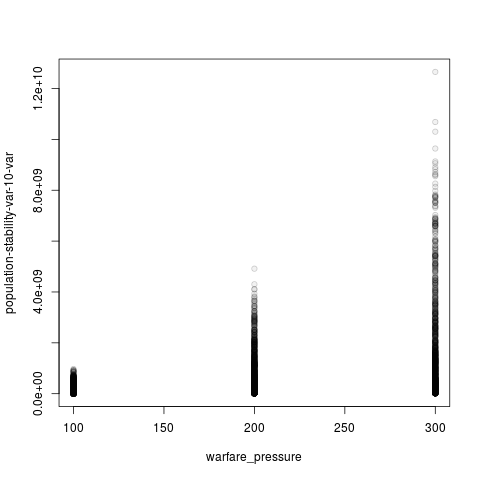 1.2e+10
8.0e+09
4.0e+09
0.0e+00
population-stability-var-10-var
100 150 200 250 300
warfare_pressure